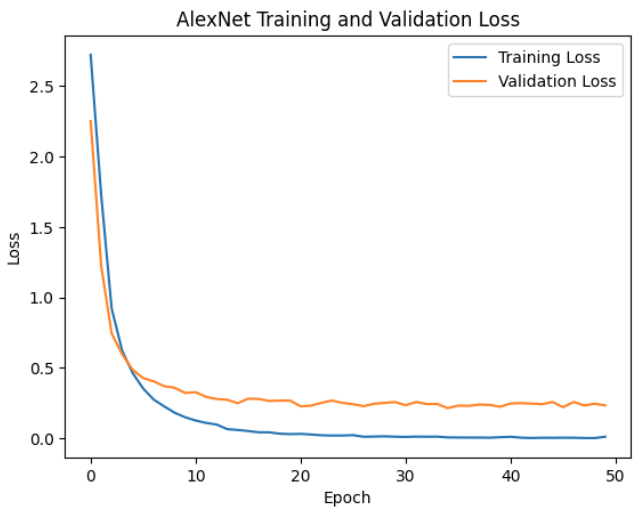 AlexNet Training and Validation Loss
Training Loss
Validation Loss
2.5
2.0
1.5
1.0
0.5
0.0
Loss
0 10 20 30 40 50
Epoch